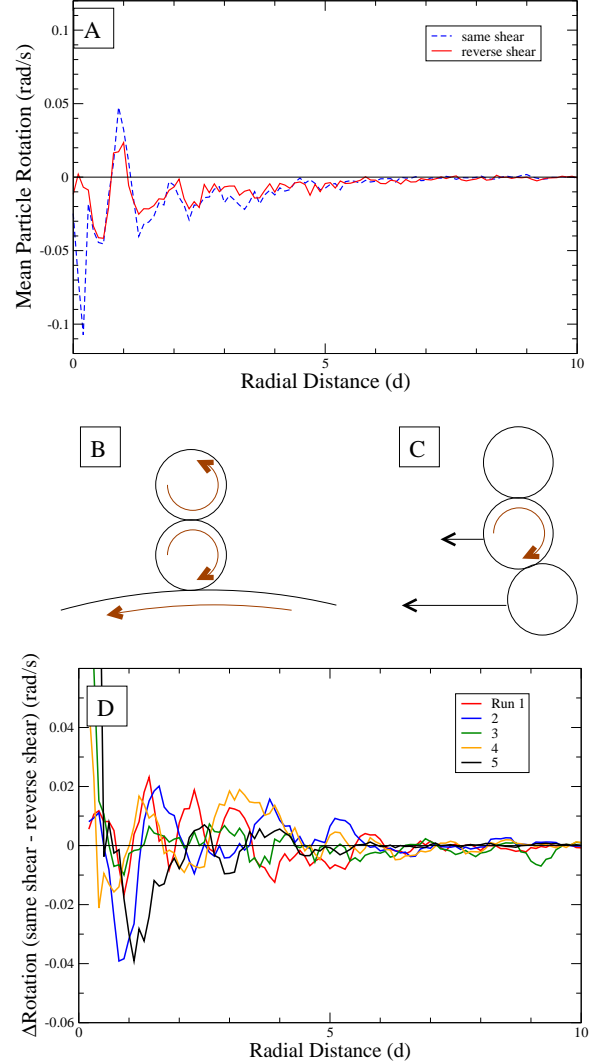 A
same shear
reverse shear
Mean Particle Rotation (rad/s)
0.1
0.05
0
-0.05
-0.1
0
5
10
Radial Distance (d)
B
C
D
Run 1
2
3
4
5
ΔRotation (same shear - reverse shear) (rad/s)
0.04
0.02
0
-0.02
-0.04
-0.06
0
5
10
Radial Distance (d)